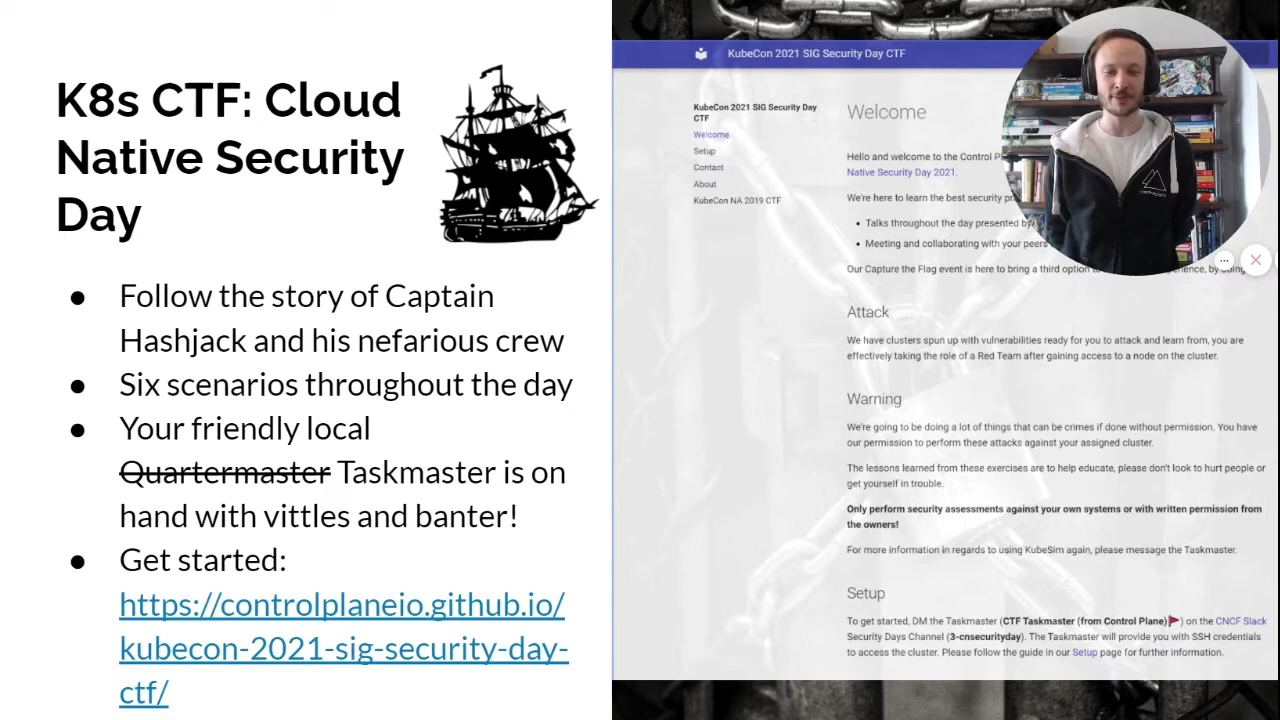 K8s CTF: Cloud
Native Security
Day
● Follow the story of Captain
Hashjack and his nefarious crew
● Six scenarios throughout the day
● Your friendly local
Quartermaster Taskmaster is on
hand with vittles and banter!
● Get started:
https://controlplaneio.github.io/
kubecon-2021-sig-security-day-
ctf/
KubeCon 2021 SIG Security Day CTF
KubeCon 2021 SIG Security Day
CTF
Welcome
Setup
Contact
About
KubeCon NA 2019 CTF
Welcome
Hello and welcome to the Control
Native Security Day 2021.
We're here to learn the best security
• Talks throughout the day presented by
• Meeting and collaborating with your peers
Our Capture the Flag event is here to bring a third option to
Attack
We have clusters spun up with vulnerabilities ready for you to attack and learn from, you are
effectively taking the role of a Red Team after gaining access to a node on the cluster.
Warning
We're going to be doing a lot of things that can be crimes if done without permission. You have
our permission to perform these attacks against your assigned cluster.
The lessons learned from these exercises are to help educate, please don't look to hurt people or
get yourself in trouble.
Only perform security assessments against your own systems or with written permission from
the owners!
For more information in regards to using KubeSim again, please message the Taskmaster.
Setup
To get started, DM the Taskmaster (CTF Taskmaster (from Control Plane)🚩) on the CNCF Slack
Security Days Channel (3-cnsecurityday). The Taskmaster will provide you with SSH credentials
to access the cluster. Please follow the guide in our Setup page for further information.